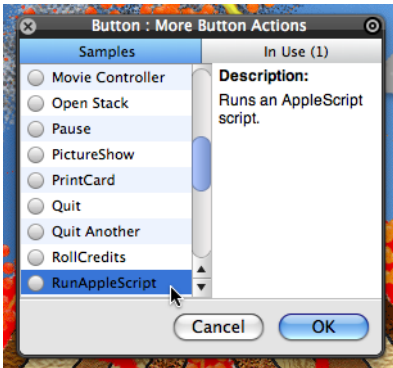 Button : More Button Actions
Samples
In Use (1)
Movie Controller
Open Stack
Pause
PictureShow
PrintCard
Quit
Quit Another
RollCredits
RunAppleScript
Description:
Runs an AppleScript
script.
Cancel
OK